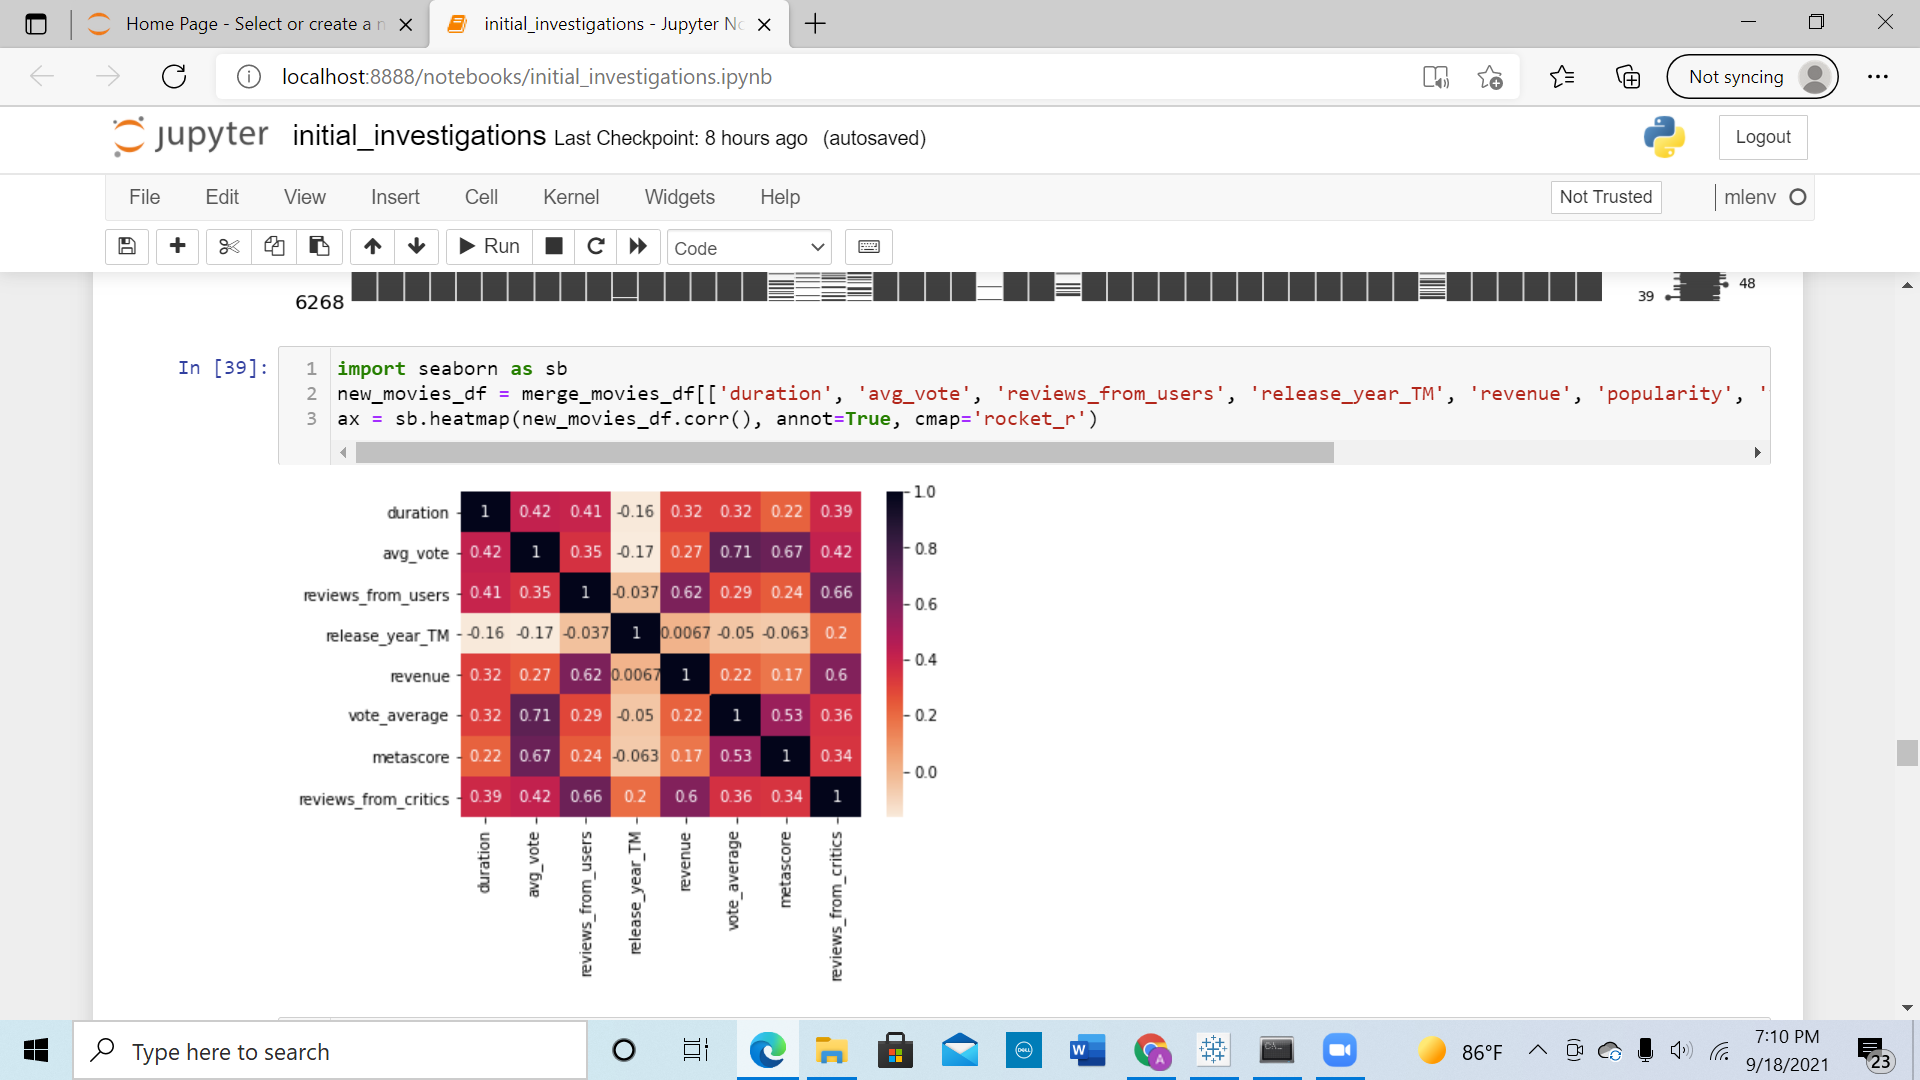 Home Page - Select or create a n
initial_investigations - Jupyter No
localhost:8888/notebooks/initial_investigations.ipynb
Not syncing
jupyter initial_investigations Last Checkpoint: 8 hours ago (autosaved)
Logout
File Edit View Insert Cell Kernel Widgets Help
Not Trusted
mlenv
Run
Code
6268
39
48
In [39]:
1 import seaborn as sb
2 new_movies_df = merge_movies_df[['duration', 'avg_vote', 'reviews_from_users', 'release_year_TM', 'revenue', 'popularity', '
3 ax = sb.heatmap(new_movies_df.corr(), annot=True, cmap='rocket_r')
duration 1 0.42 0.41 -0.16 0.32 0.32 0.22 0.39
avg_vote 0.42 1 0.35 -0.17 0.27 0.71 0.67 0.42
reviews_from_users 0.41 0.35 1 -0.037 0.62 0.29 0.24 0.66
release_year_TM -0.16 -0.17 -0.037 1 0.0067 -0.05 -0.063 0.2
revenue 0.32 0.27 0.62 0.0067 1 0.22 0.17 0.6
vote_average 0.32 0.71 0.29 -0.05 0.22 1 0.53 0.36
metascore 0.22 0.67 0.24 -0.063 0.17 0.53 1 0.34
reviews_from_critics 0.39 0.42 0.66 0.2 0.6 0.36 0.34 1
duration
avg_vote
reviews_from_users
release_year_TM
revenue
vote_average
metascore
reviews_from_critics
1.0
0.8
0.6
0.4
0.2
0.0
Type here to search
DELL
W
A
C:\_
86°F
7:10 PM
9/18/2021
23